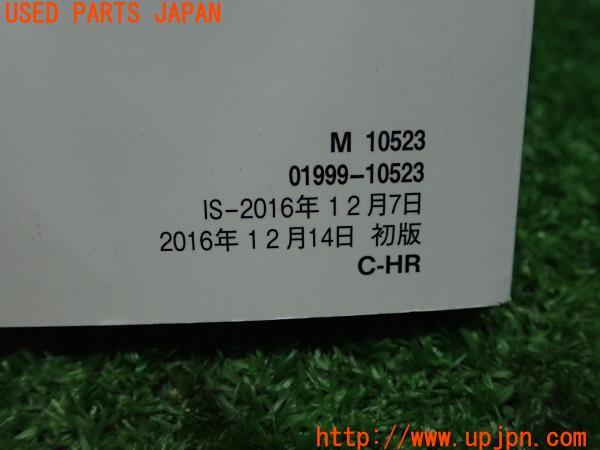 USED PARTS JAPAN
M 10523
01999-10523
IS-2016年１２月7日
2016年１２月14日 初版
C-HR
http://www.upjpn.com/